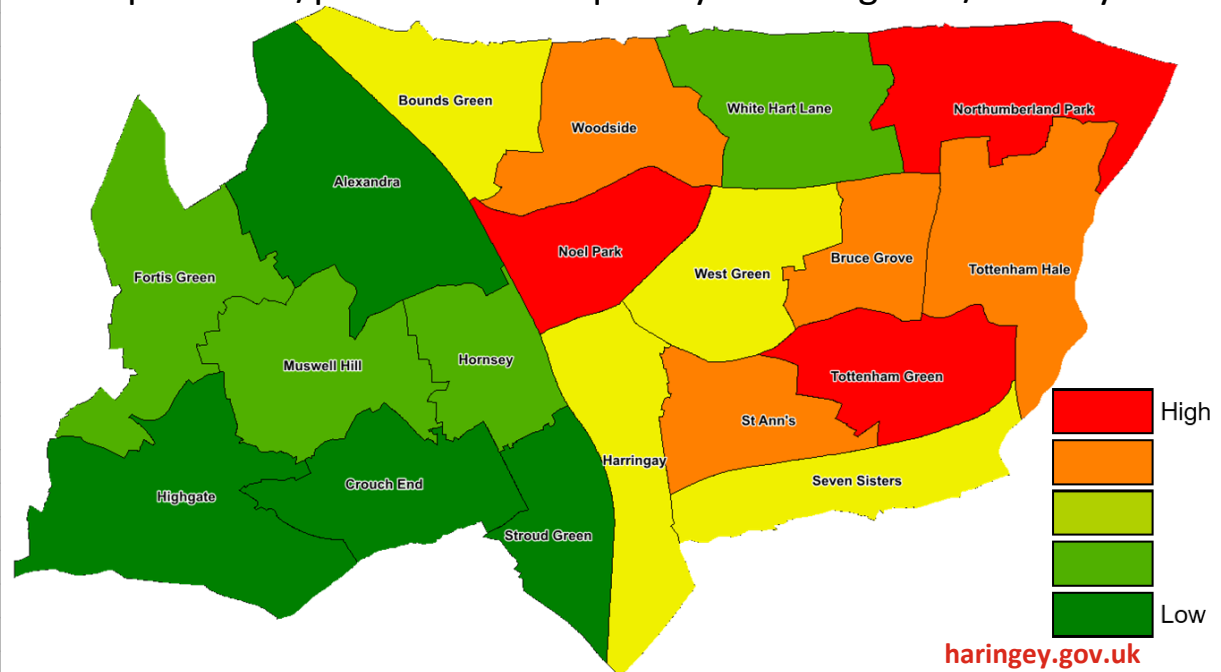 Bounds Green
Woodside
White Hart Lane
Northumberland Park
Alexandra
Noel Park
West Green
Bruce Grove
Tottenham Hale
Fortis Green
Muswell Hill
Hornsey
Tottenham Green
St Ann's
High
Harringay
Seven Sisters
Highgate
Crouch End
Stroud Green
Low
haringey.gov.uk